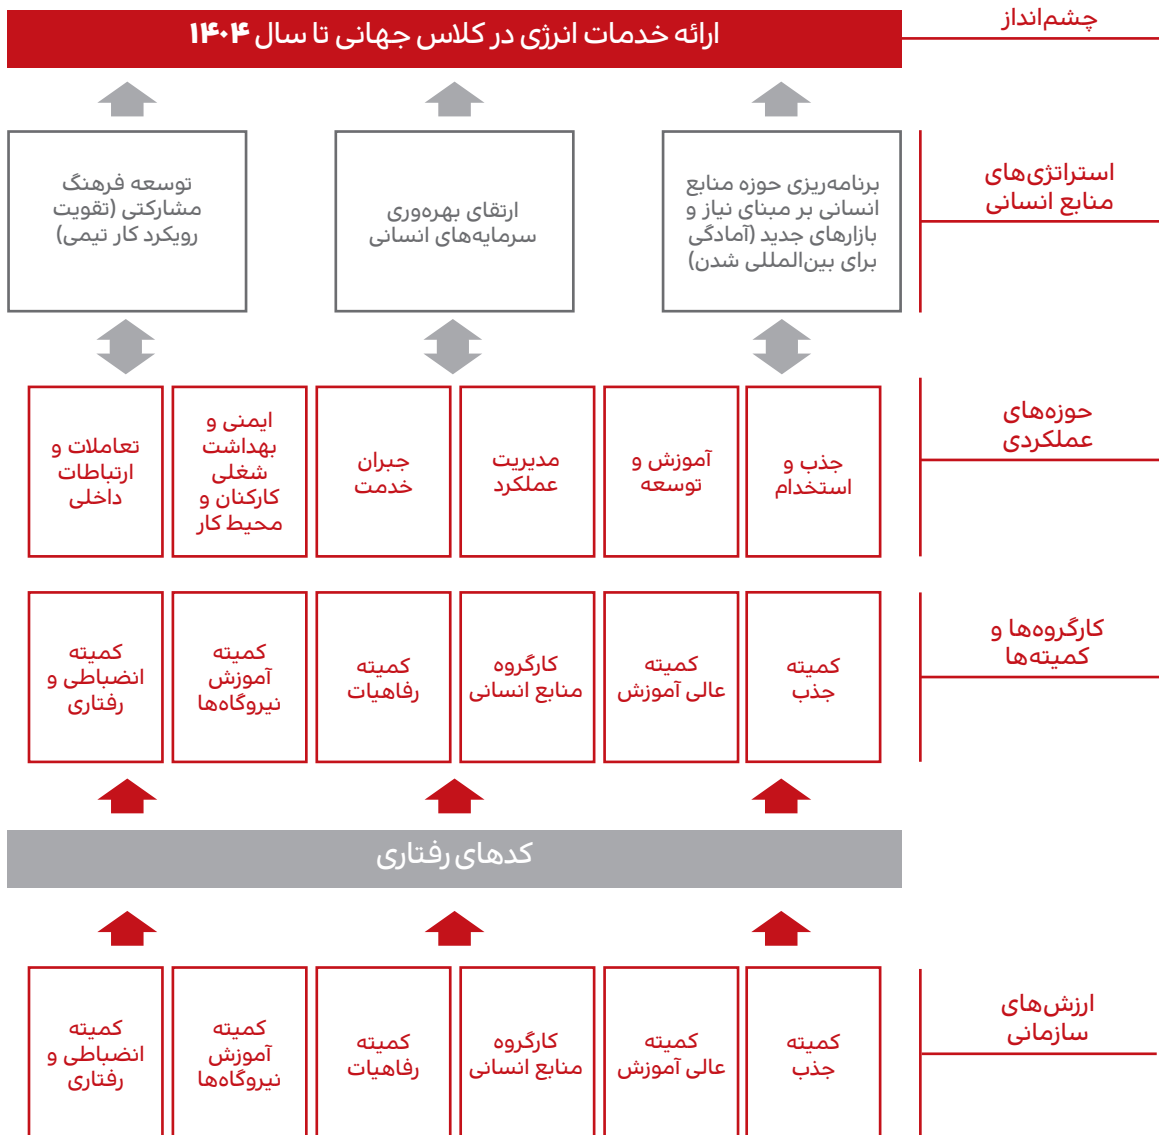 چشم‌انداز
ارائه خدمات انرژی در کلاس جهانی تا سال ۱۴۰۴
استراتژی‌های
منابع انسانی
برنامه‌ریزی حوزه منابع
انسانی بر مبنای نیاز و
بازارهای جدید (آمادگی
برای بین‌المللی شدن)
ارتقای بهره‌وری
سرمایه‌های انسانی
توسعه فرهنگ
مشارکتی (تقویت
رویکرد کار تیمی)
حوزه‌های
عملکردی
جذب و
استخدام
آموزش و
توسعه
مدیریت
عملکرد
جبران
خدمت
ایمنی و
بهداشت
شغلی
کارکنان و
محیط کار
تعاملات و
ارتباطات
داخلی
کارگروه‌ها و
کمیته‌ها
کمیته
جذب
کمیته
عالی آموزش
کارگروه
منابع انسانی
کمیته
رفاهیات
کمیته
آموزش
نیروگاه‌ها
کمیته
انضباطی و
رفتاری
کدهای رفتاری
ارزش‌های
سازمانی
کمیته
جذب
کمیته
عالی آموزش
کارگروه
منابع انسانی
کمیته
رفاهیات
کمیته
آموزش
نیروگاه‌ها
کمیته
انضباطی و
رفتاری